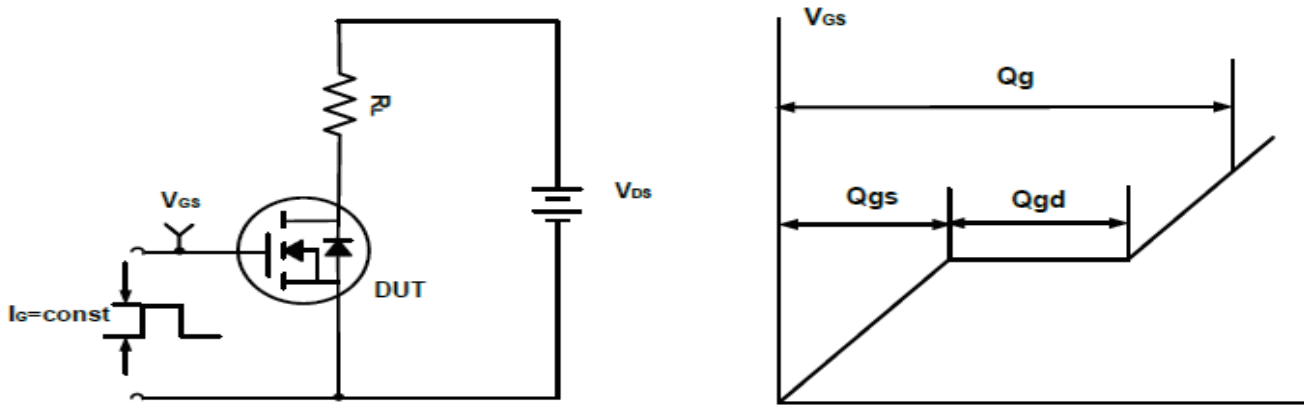 RL
VGS
VDS
DUT
IG=const
VGS
Qg
Qgs
Qgd